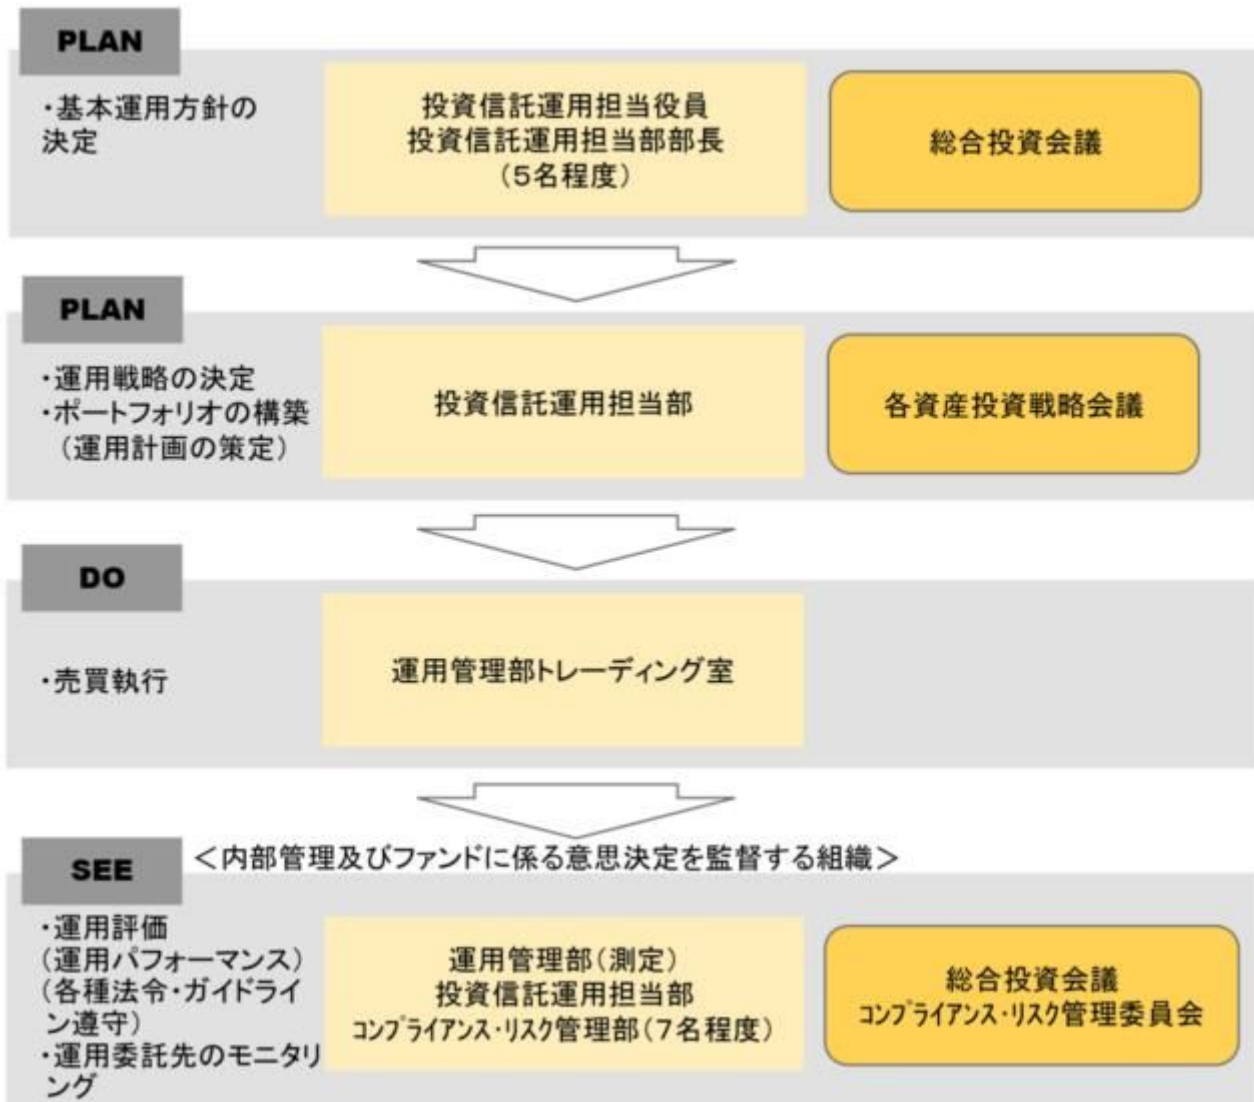 PLAN
・基本運用方針の
決定
投資信託運用担当役員
投資信託運用担当部部長
（5名程度）
総合投資会議
PLAN
・運用戦略の決定
・ポートフォリオの構築
（運用計画の策定）
投資信託運用担当部
各資産投資戦略会議
DO
・売買執行
運用管理部トレーディング室
SEE
＜内部管理及びファンドに係る意思決定を監督する組織＞
・運用評価
（運用パフォーマンス）
（各種法令・ガイドライ
ン遵守）
・運用委託先のモニタリ
ング
運用管理部（測定）
投資信託運用担当部
ｺﾝﾌﾟﾗｲｱﾝｽ・ﾘｽｸ管理部（7名程度）
総合投資会議
ｺﾝﾌﾟﾗｲｱﾝｽ・ﾘｽｸ管理委員会